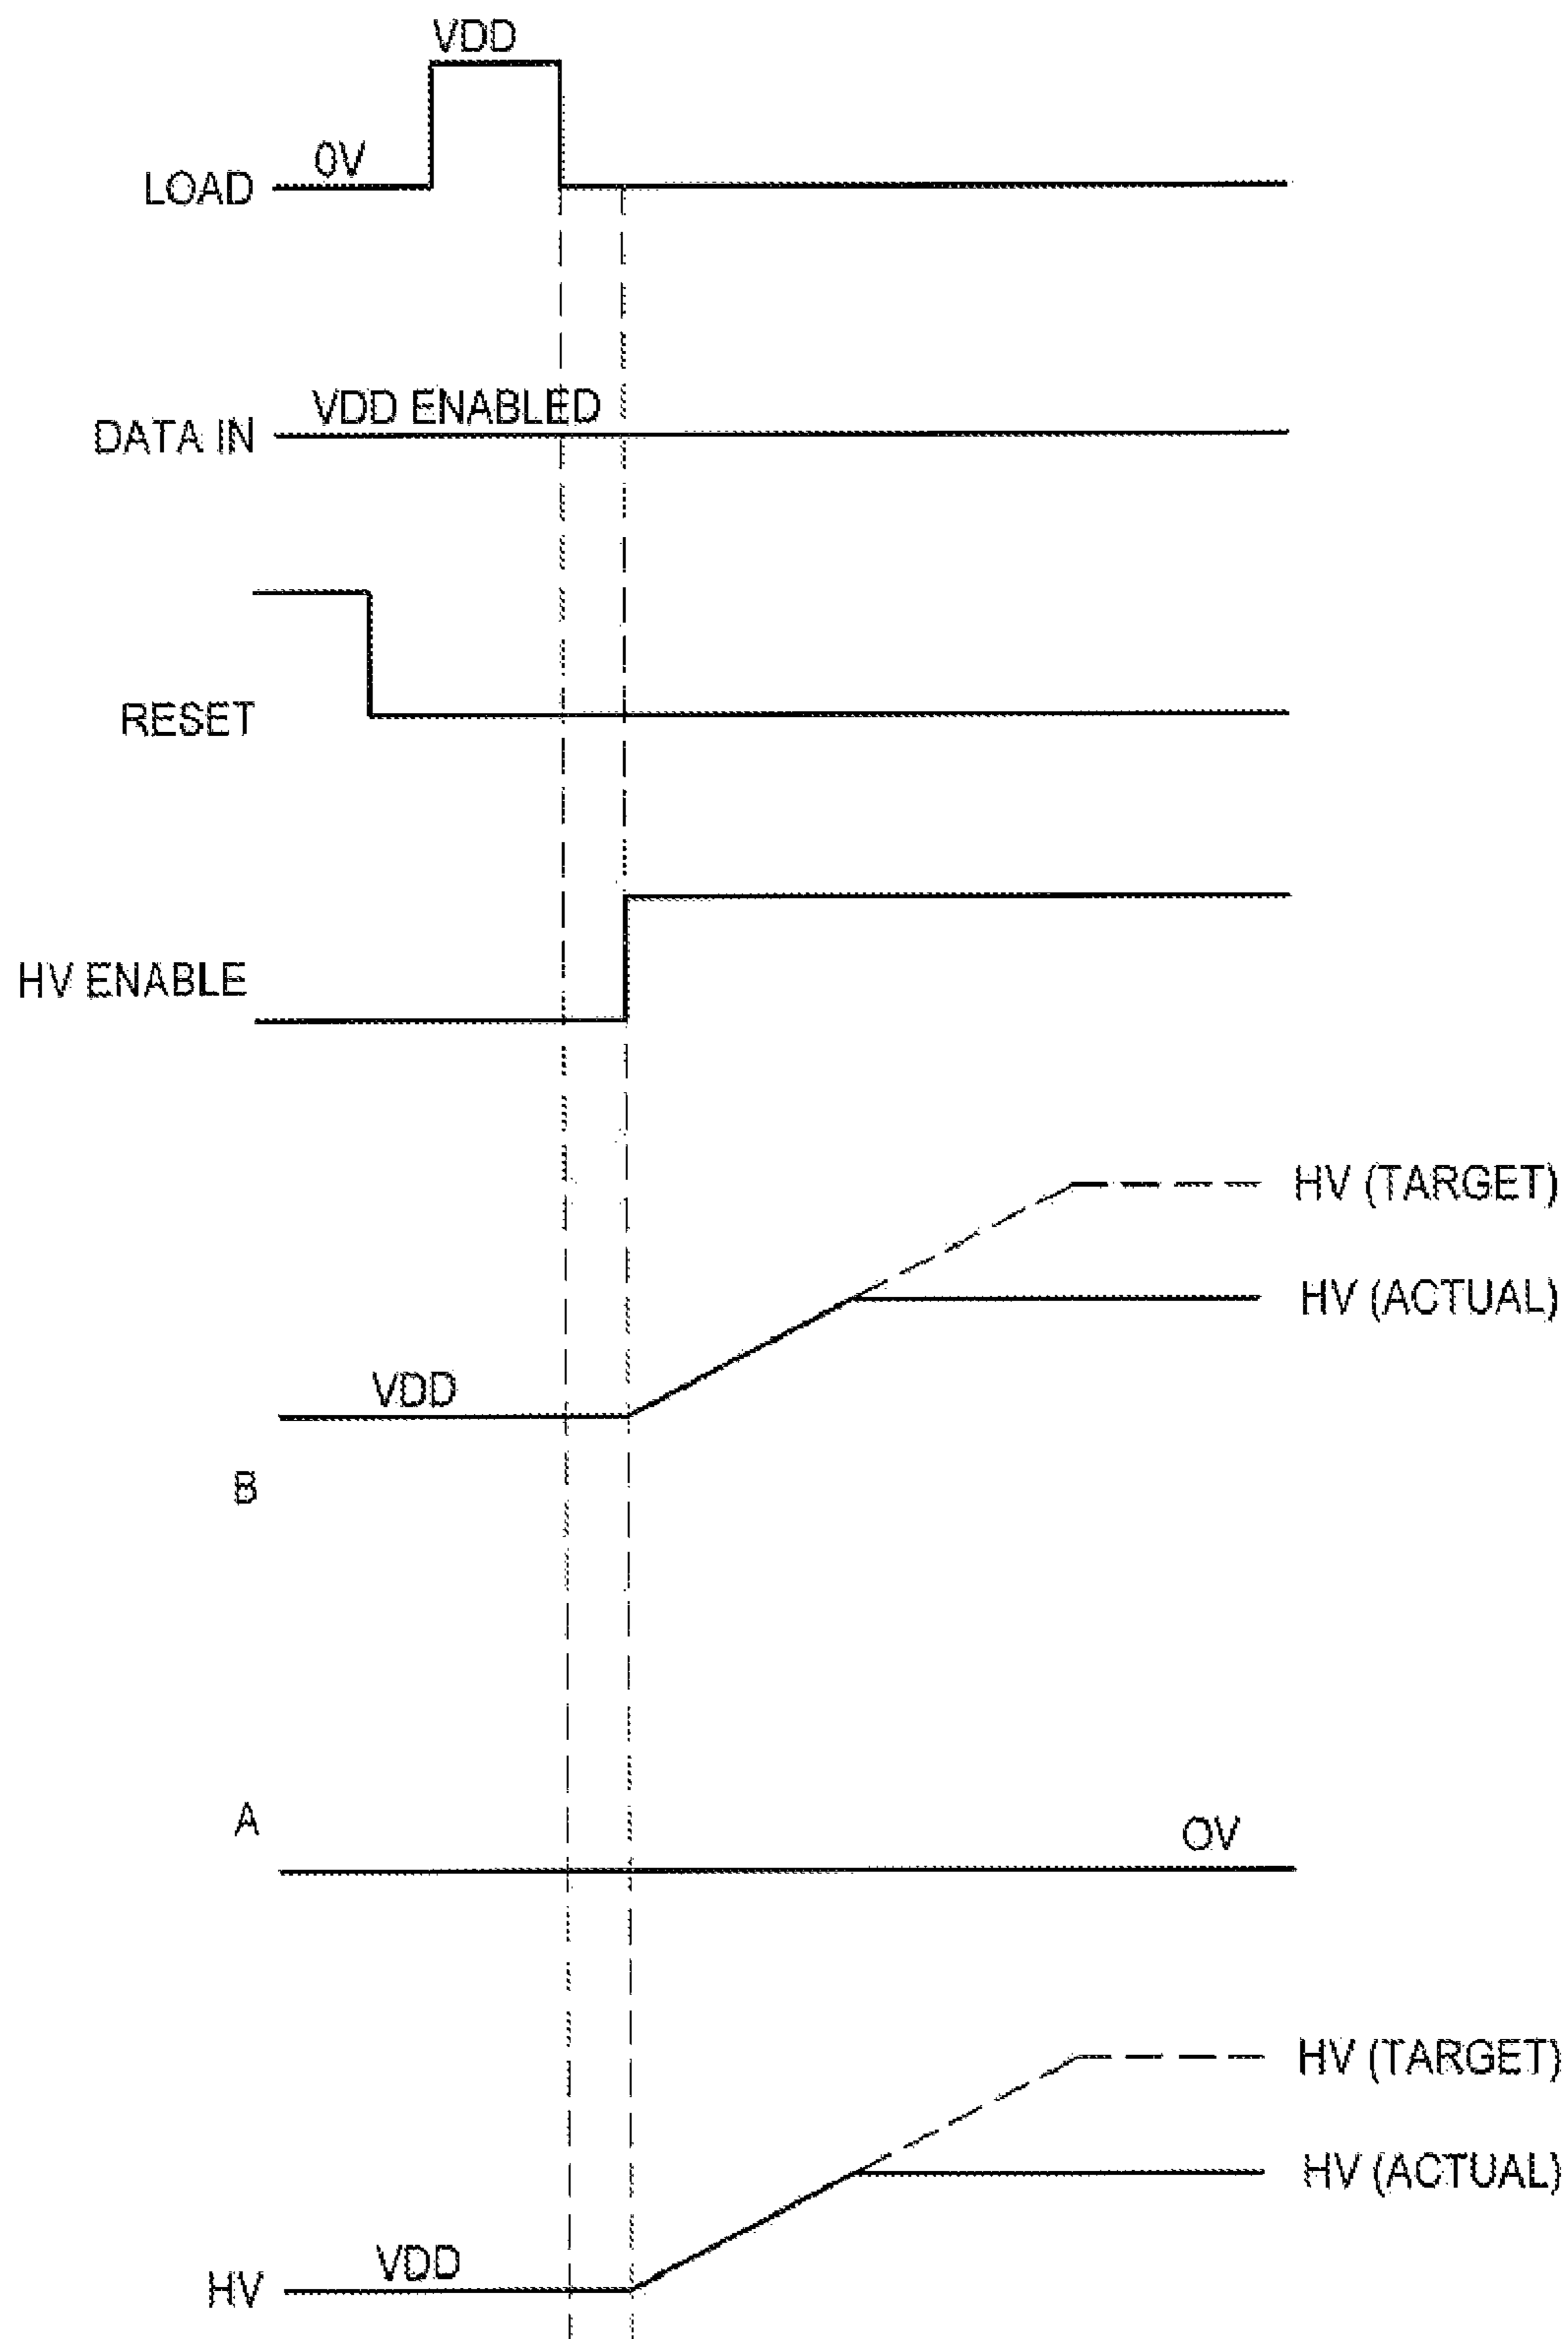 VDD
0V
LOAD
VDD ENABLED
DATA IN
RESET
HV ENABLE
HV (TARGET)
HV (ACTUAL)
VDD
B
A
OV
HV (TARGET)
HV (ACTUAL)
VDD
HV